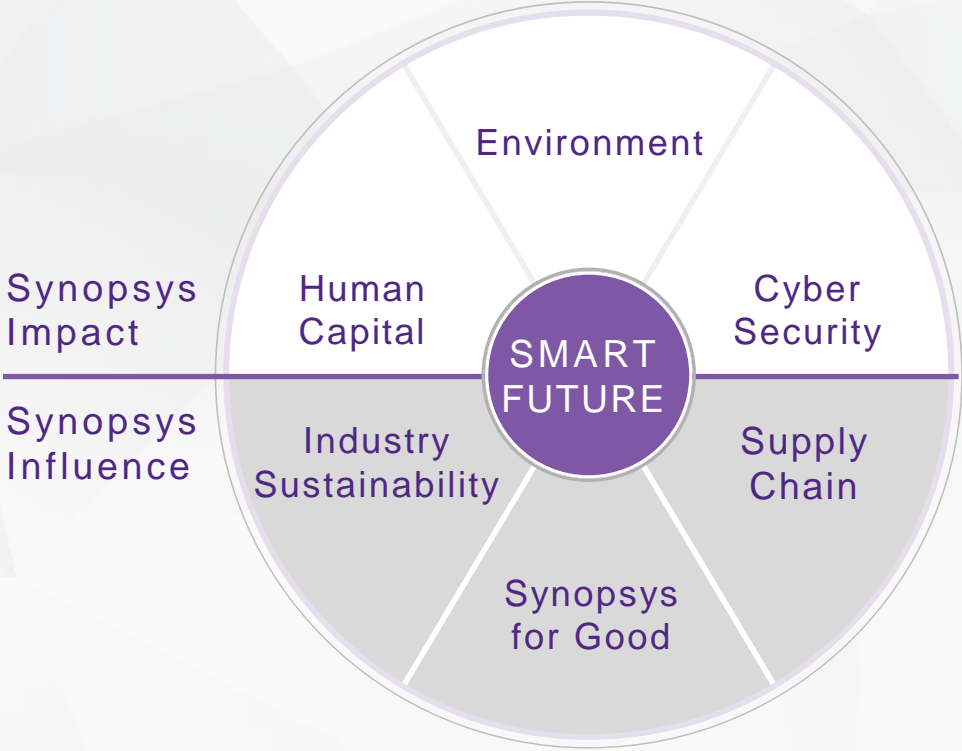 Environment
Synopsys
Impact
Human
Capital
Cyber
Security
SMART
FUTURE
Synopsys
Influence
Industry
Sustainability
Supply
Chain
Synopsys
for Good